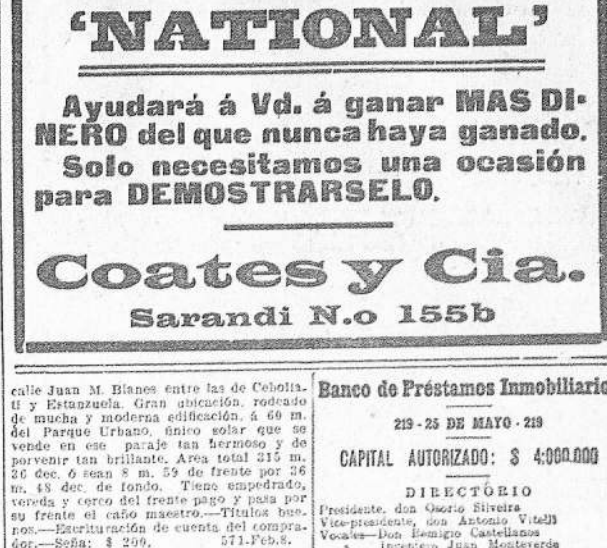 ‘NATIONAL’
Ayudará á Vd. á ganar MAS DI-
NERO del que nunca haya ganado.
Solo necesitamos una ocasión
para DEMOSTRARSELO.
Coates y Cia.
Sarandi N.o 155b
calle Juan M. Blanes entre las de Cebolla-
tí y Estanzuela. Gran ubicación, rodeado
de mucha y moderna edificación, á 60 m.
del Parque Urbano, único solar que se
vende en ese paraje tan hermoso y de
porvenir tan brillante. Area total 315 m.
36 dec. ó sean 8 m. 59 de frente por 36
m. 48 dec. de fondo. Tiene empedrado,
vereda y cerco del frente pago y pasa por
su frente el caño maestro.—Títulos bue-
nos.—Escrituración de cuenta del compra-
dor.—Seña: $ 200. 571-Feb.8.
Banco de Préstamos Inmobiliario
219 - 25 DE MAYO - 219
CAPITAL AUTORIZADO: $ 4:000.000
DIRECTORIO
Presidente, don Osorio Silveira
Vice-presidente, don Antonio Vitelli
Vocales—Don Remigio Castellanos
Ingeniero Juan Monteverde